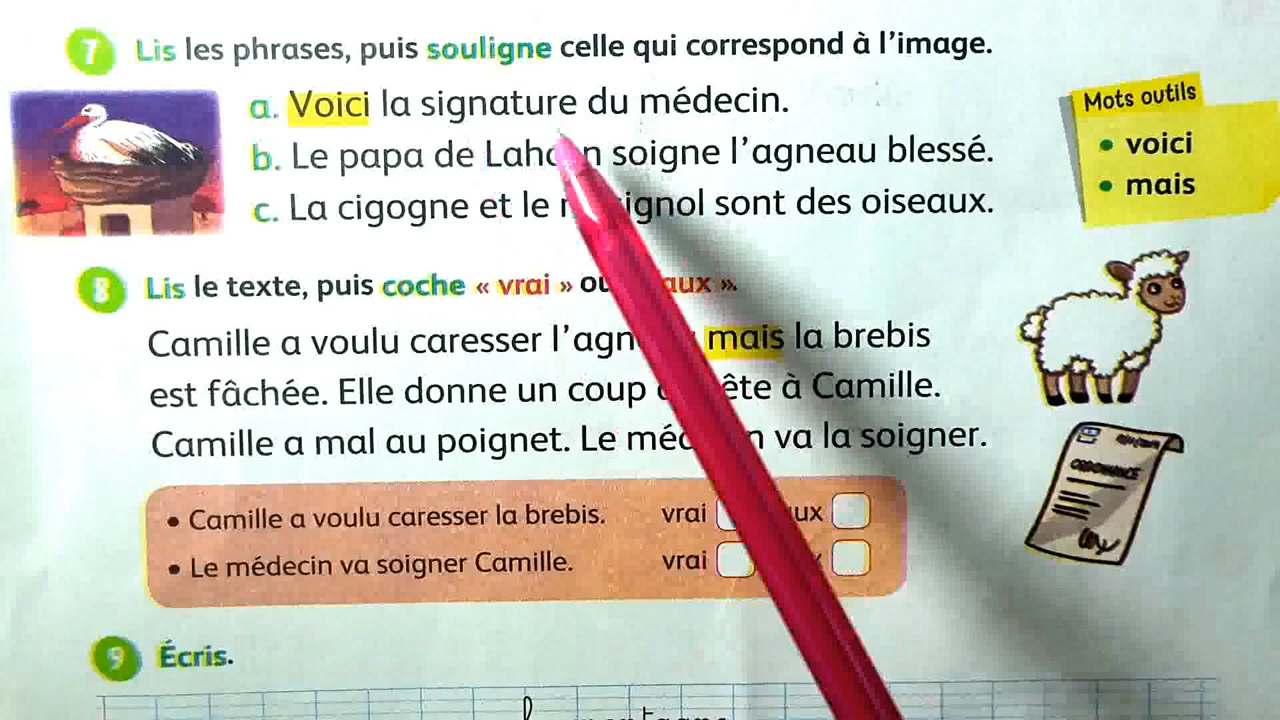 7 Lis les phrases, puis souligne celle qui correspond à l'image.
a. Voici la signature du médecin.
b. Le papa de soigne l'agneau blessé.
c. La cigogne et le sont des oiseaux.
Mots outils
• voici
• mais
8 Lis le texte, puis coche « vrai » ou ».
Camille a voulu caresser mais la brebis
est fâchée. Elle donne un coup à Camille.
Camille a mal au poignet. Le va la soigner.
ORDONNANCE
• Camille a voulu caresser la brebis. vrai
• Le médecin va soigner Camille. vrai
9 Écris.